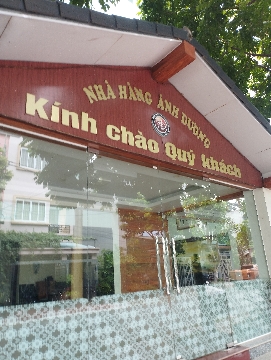 NHÀ HÀNG ÁNH DƯƠNG
Kính chào Quý khách